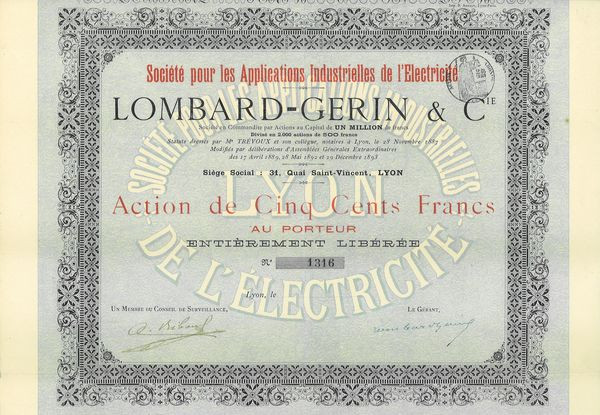 Société pour les Applications Industrielles de l'Electricité
LOMBARD-GERIN & Cᴵᴱ
Société en Commandite par Actions au Capital de UN MILLION de francs
Divisé en 2.000 actions de 500 francs
Statuts déposés par Mᵉ TRÉVOUX et son collègue, notaires à Lyon, le 28 Novembre 1887
Modifiés par délibérations d'Assemblées Générales Extraordinaires
des 17 Avril 1889, 28 Mai 1892 et 29 Décembre 1893
Siège Social : 31, Quai Saint-Vincent, LYON
SOCIÉTÉ POUR LES APPLICATIONS INDUSTRIELLES
LYON
DE L'ÉLECTRICITÉ
Action de Cinq Cents Francs
AU PORTEUR
ENTIÈREMENT LIBÉRÉE
Nº 1316
Lyon, le
UN MEMBRE DU CONSEIL DE SURVEILLANCE, LE GÉRANT,